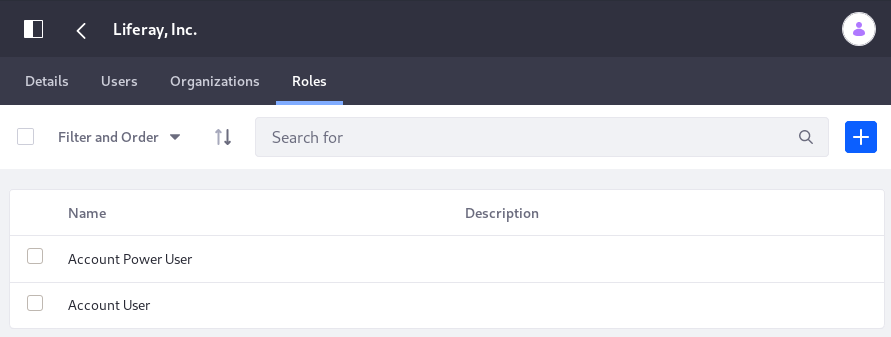 Liferay, Inc.
Details Users Organizations Roles
Filter and Order Search for
Name Description
Account Power User
Account User